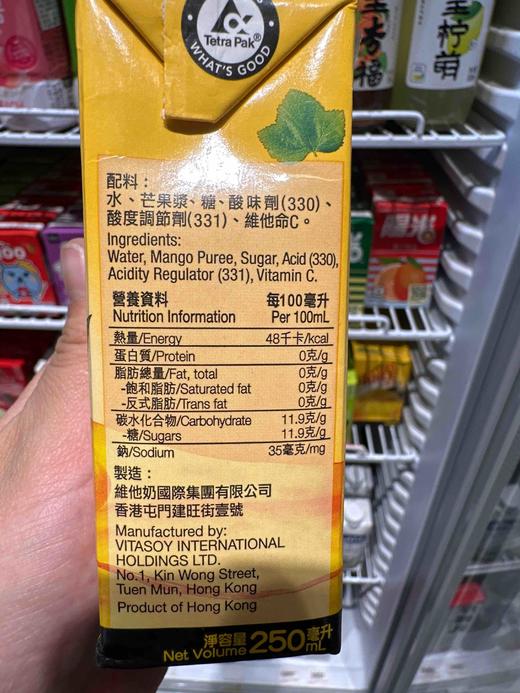 Tetra Pak®
WHAT'S GOOD
配料：
水、芒果漿、糖、酸味劑(330)、
酸度調節劑(331)、維他命C。
Ingredients:
Water, Mango Puree, Sugar, Acid (330),
Acidity Regulator (331), Vitamin C.
營養資料 每100毫升
Nutrition Information Per 100mL
熱量/Energy 48千卡/kcal
蛋白質/Protein 0克/g
脂肪總量/Fat, total 0克/g
-飽和脂肪/Saturated fat 0克/g
-反式脂肪/Trans fat 0克/g
碳水化合物/Carbohydrate 11.9克/g
-糖/Sugars 11.9克/g
鈉/Sodium 35毫克/mg
製造：
維他奶國際集團有限公司
香港屯門建旺街壹號
Manufactured by:
VITASOY INTERNATIONAL
HOLDINGS LTD.
No.1, Kin Wong Street,
Tuen Mun, Hong Kong
Product of Hong Kong
淨容量 250 毫升
Net Volume mL
杏福
柠萌
陽光